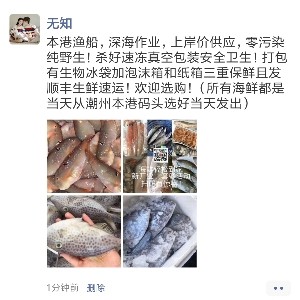 无知
本港渔船，深海作业，上岸价供应，零污染
纯野生！杀好速冻真空包装安全卫生！打包
有生物冰袋加泡沫箱和纸箱三重保鲜且发
顺丰生鲜速运！欢迎选购！（所有海鲜都是
当天从潮州本港码头选好当天发出）
1分钟前 删除